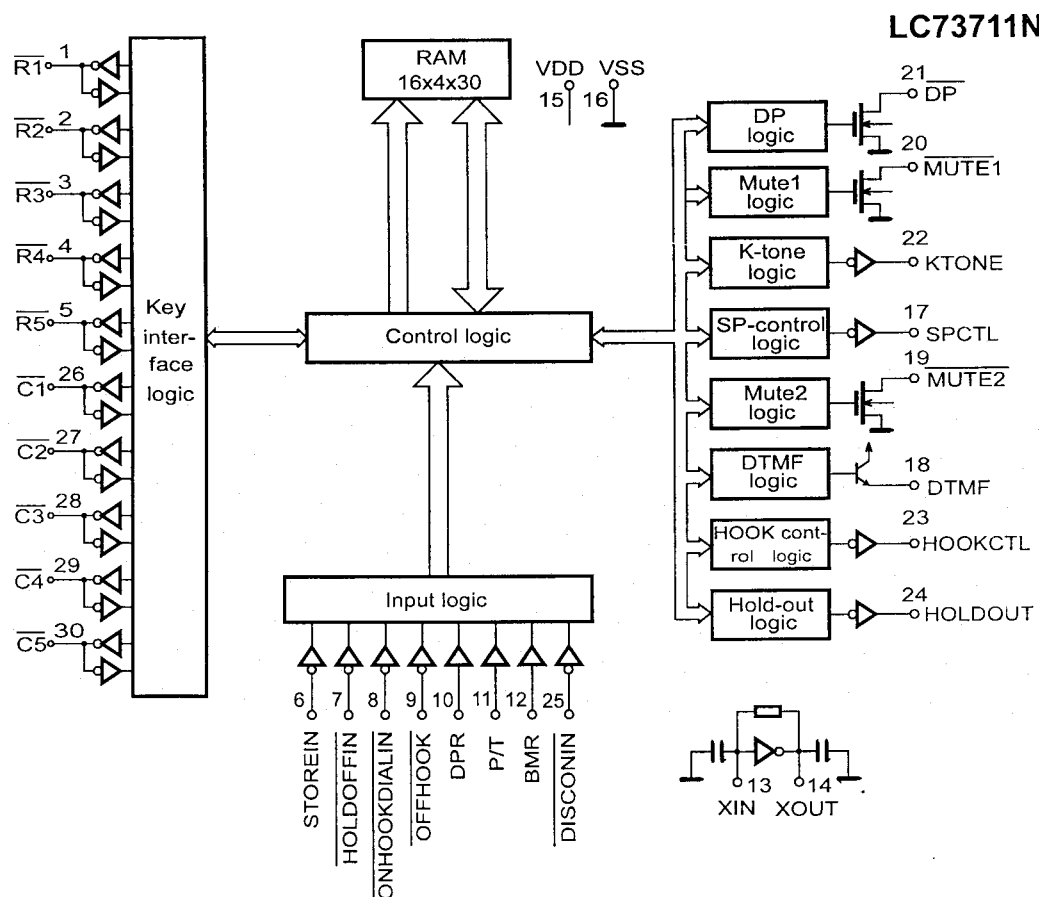 LC73711N
R1 1
R2 2
R3 3
R4 4
R5 5
C1 26
C2 27
C3 28
C4 29
C5 30
Key
inter-
face
logic
RAM
16x4x30
VDD
15
VSS
16
Control logic
Input logic
6
7
8
9
10
11
12
25
STOREIN
HOLDOFFIN
ONHOOKDIALIN
OFFHOOK
DPR
P/T
BMR
DISCONIN
DP
logic
21
DP
Mute1
logic
20
MUTE1
K-tone
logic
22
KTONE
SP-control
logic
17
SPCTL
Mute2
logic
19
MUTE2
DTMF
logic
18
DTMF
HOOK cont-
rol logic
23
HOOKCTL
Hold-out
logic
24
HOLDOUT
13
14
XIN
XOUT